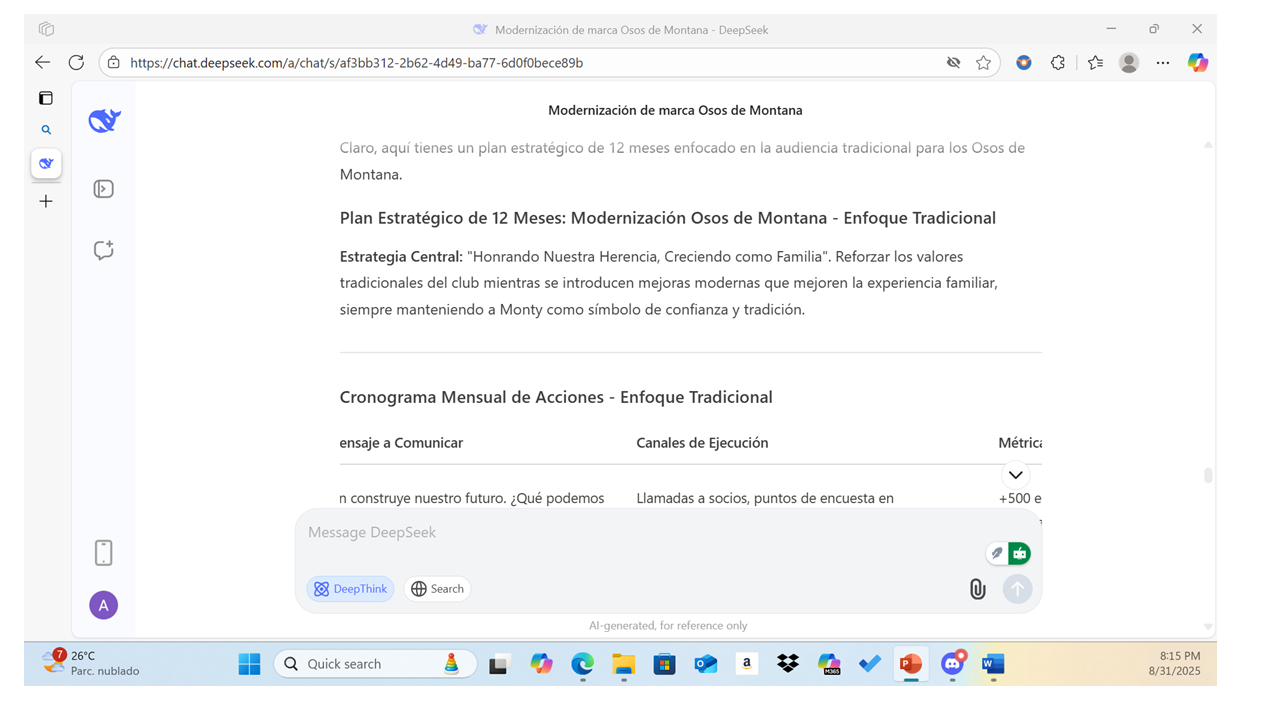 Modernización de marca Osos de Montana - DeepSeek
https://chat.deepseek.com/a/chat/s/af3bb312-2b62-4d49-ba77-6d0f0bece89b
Modernización de marca Osos de Montana
Claro, aquí tienes un plan estratégico de 12 meses enfocado en la audiencia tradicional para los Osos de
Montana.
Plan Estratégico de 12 Meses: Modernización Osos de Montana - Enfoque Tradicional
Estrategia Central: "Honrando Nuestra Herencia, Creciendo como Familia". Reforzar los valores
tradicionales del club mientras se introducen mejoras modernas que mejoren la experiencia familiar,
siempre manteniendo a Monty como símbolo de confianza y tradición.
Cronograma Mensual de Acciones - Enfoque Tradicional
ensaje a Comunicar Canales de Ejecución Métrica
n construye nuestro futuro. ¿Qué podemos Llamadas a socios, puntos de encuesta en +500 e
Message DeepSeek
DeepThink Search
AI-generated, for reference only
A
7 26°C
Parc. nublado
Quick search
a
M365
P
W
8:15 PM
8/31/2025